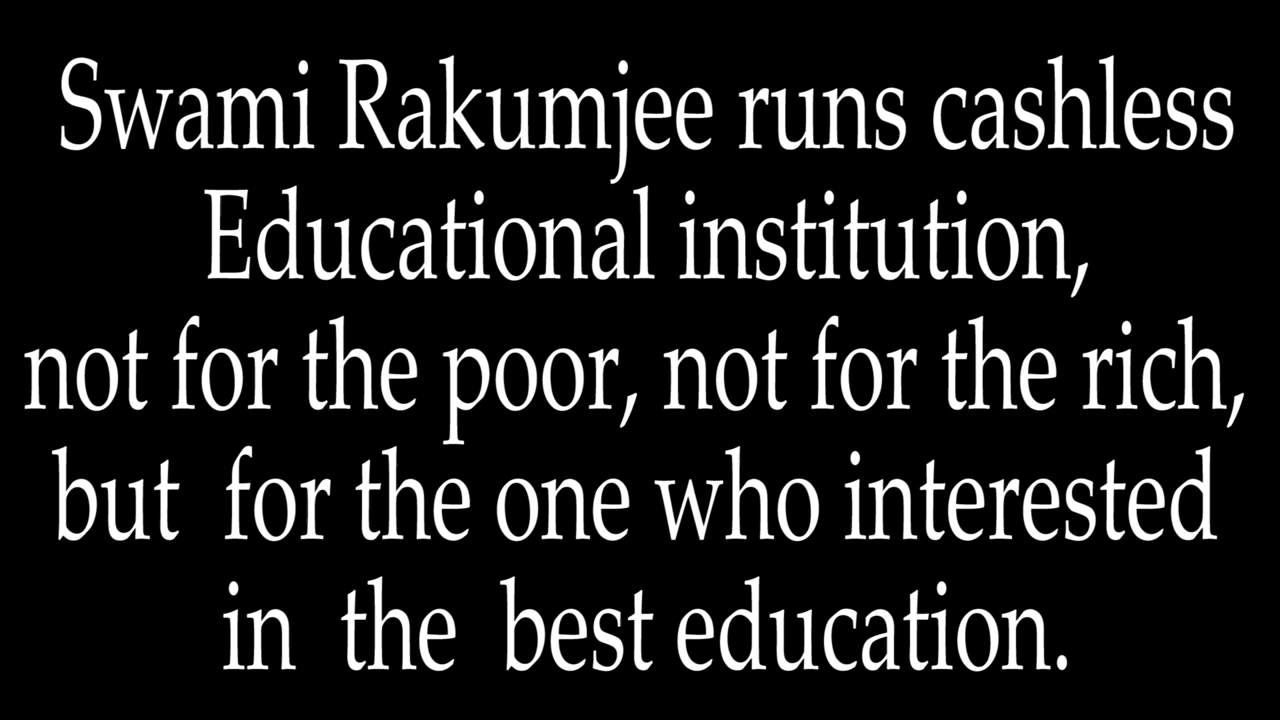 Swami Rakumjee runs cashless
Educational institution,
not for the poor, not for the rich,
but for the one who interested
in the best education.